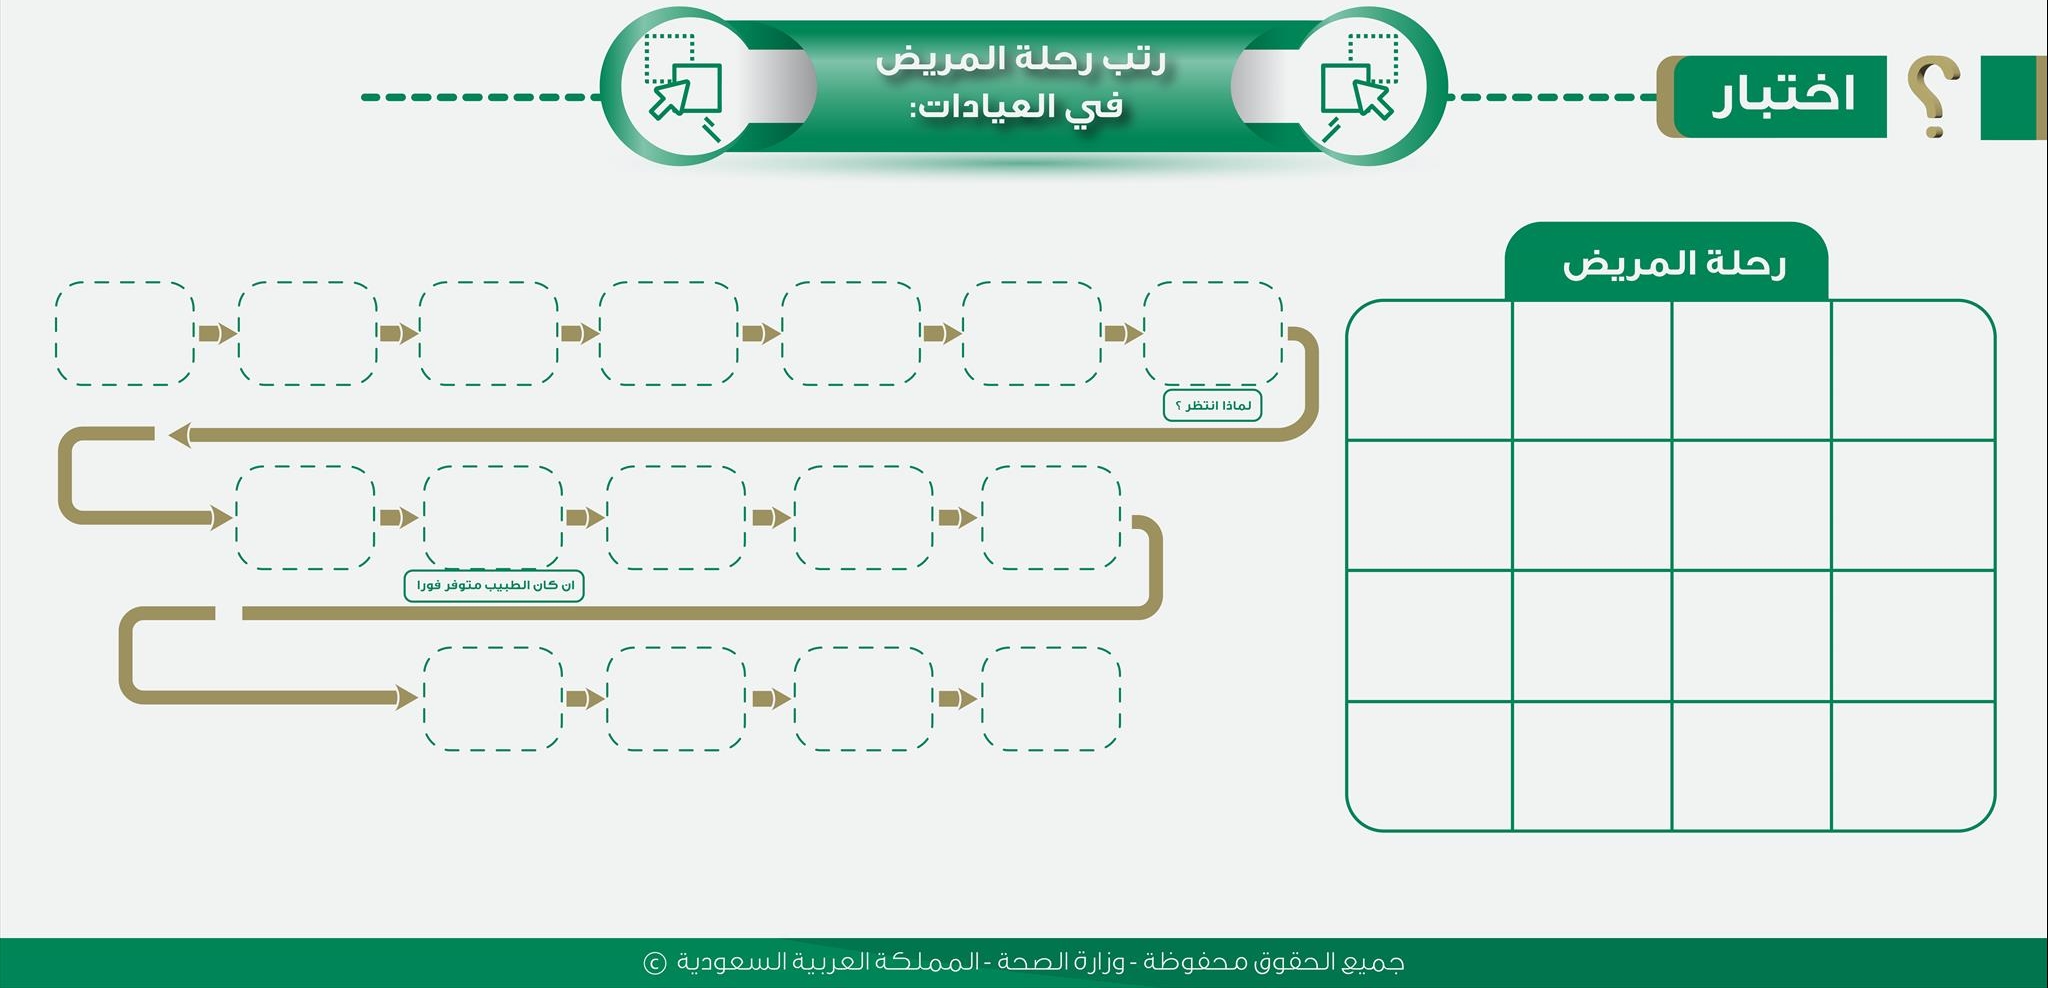 اختبار ؟
رتب رحلة المريض
في العيادات:
رحلة المريض
لماذا انتظر ؟
ان كان الطبيب متوفر فورا
جميع الحقوق محفوظة - وزارة الصحة - المملكة العربية السعودية ©